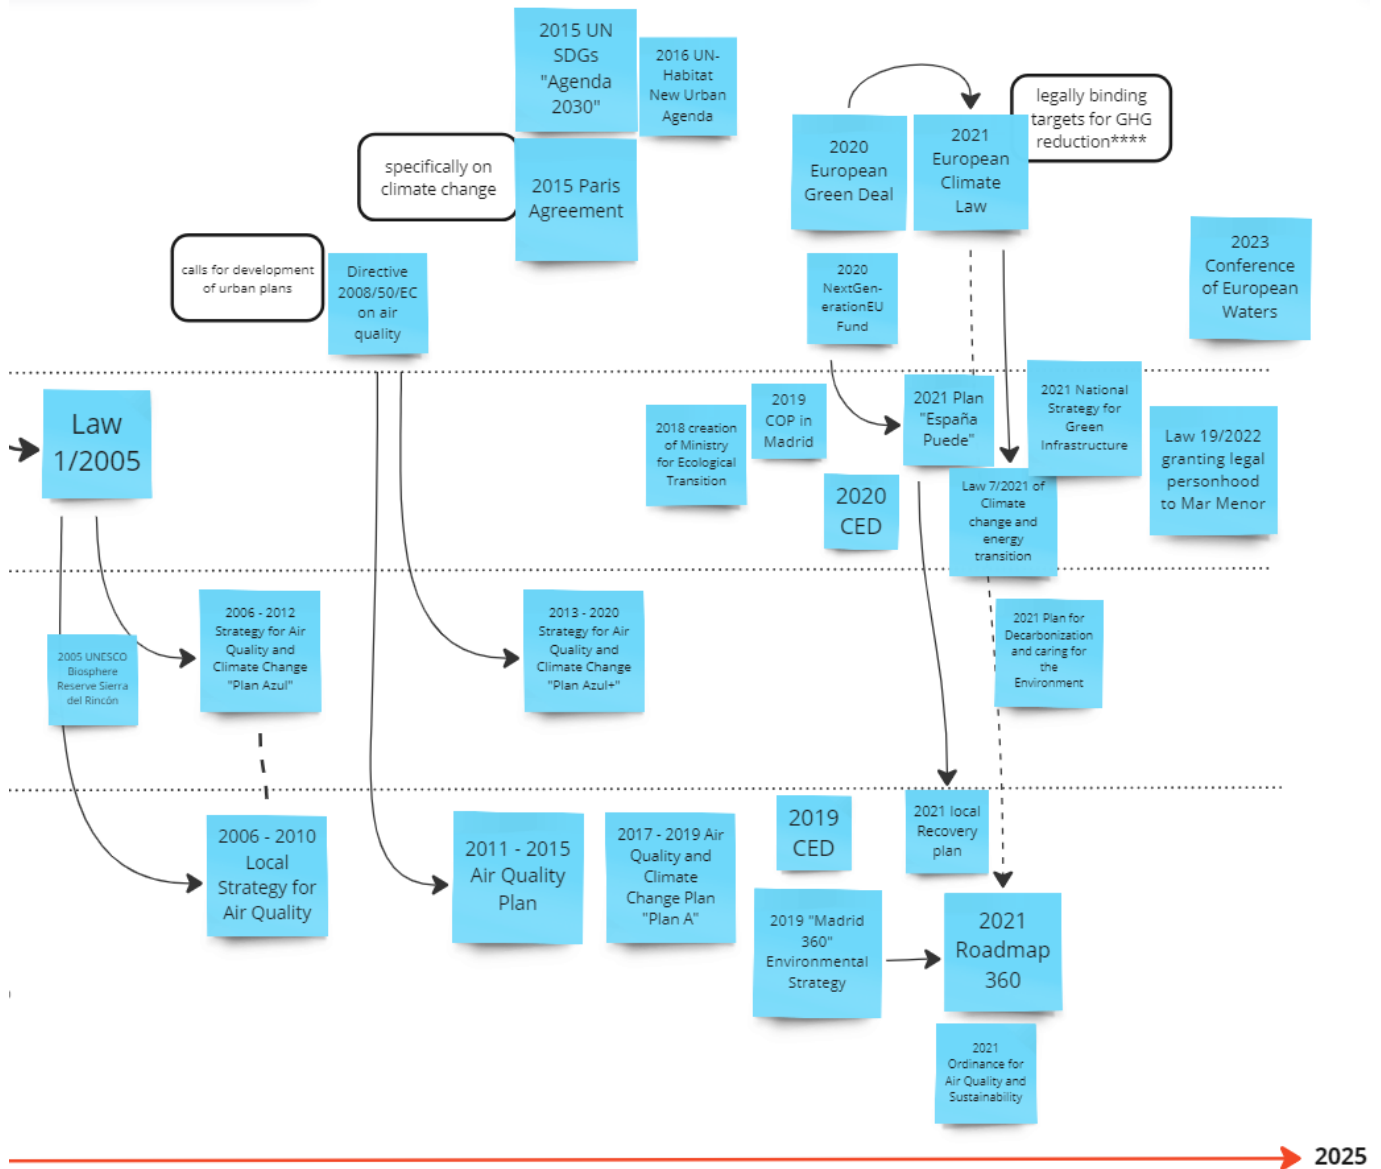 2015 UN
SDGs
"Agenda
2030"
2016 UN-
Habitat
New Urban
Agenda
specifically on
climate change
2015 Paris
Agreement
calls for development
of urban plans
Directive
2008/50/EC
on air
quality
2020
European
Green Deal
2021
European
Climate
Law
legally binding
targets for GHG
reduction****
2020
NextGen-
erationEU
Fund
2023
Conference
of European
Waters
Law
1/2005
2018 creation
of Ministry
for Ecological
Transition
2019
COP in
Madrid
2020
CED
2021 Plan
"España
Puede"
2021 National
Strategy for
Green
Infrastructure
Law 7/2021 of
Climate
change and
energy
transition
Law 19/2022
granting legal
personhood
to Mar Menor
2005 UNESCO
Biosphere
Reserve Sierra
del Rincón
2006 - 2012
Strategy for Air
Quality and
Climate Change
"Plan Azul"
2013 - 2020
Strategy for Air
Quality and
Climate Change
"Plan Azul+"
2021 Plan for
Decarbonization
and caring for
the
Environment
2006 - 2010
Local
Strategy for
Air Quality
2011 - 2015
Air Quality
Plan
2017 - 2019 Air
Quality and
Climate
Change Plan
"Plan A"
2019
CED
2021 local
Recovery
plan
2019 "Madrid
360"
Environmental
Strategy
2021
Roadmap
360
2021
Ordinance for
Air Quality and
Sustainability
2025